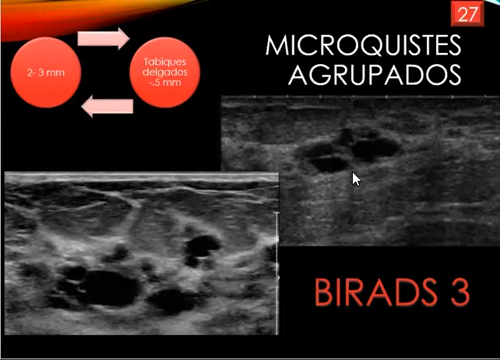 27
MICROQUISTES
AGRUPADOS
2- 3 mm
Tabiques
delgados
-.5 mm
BIRADS 3